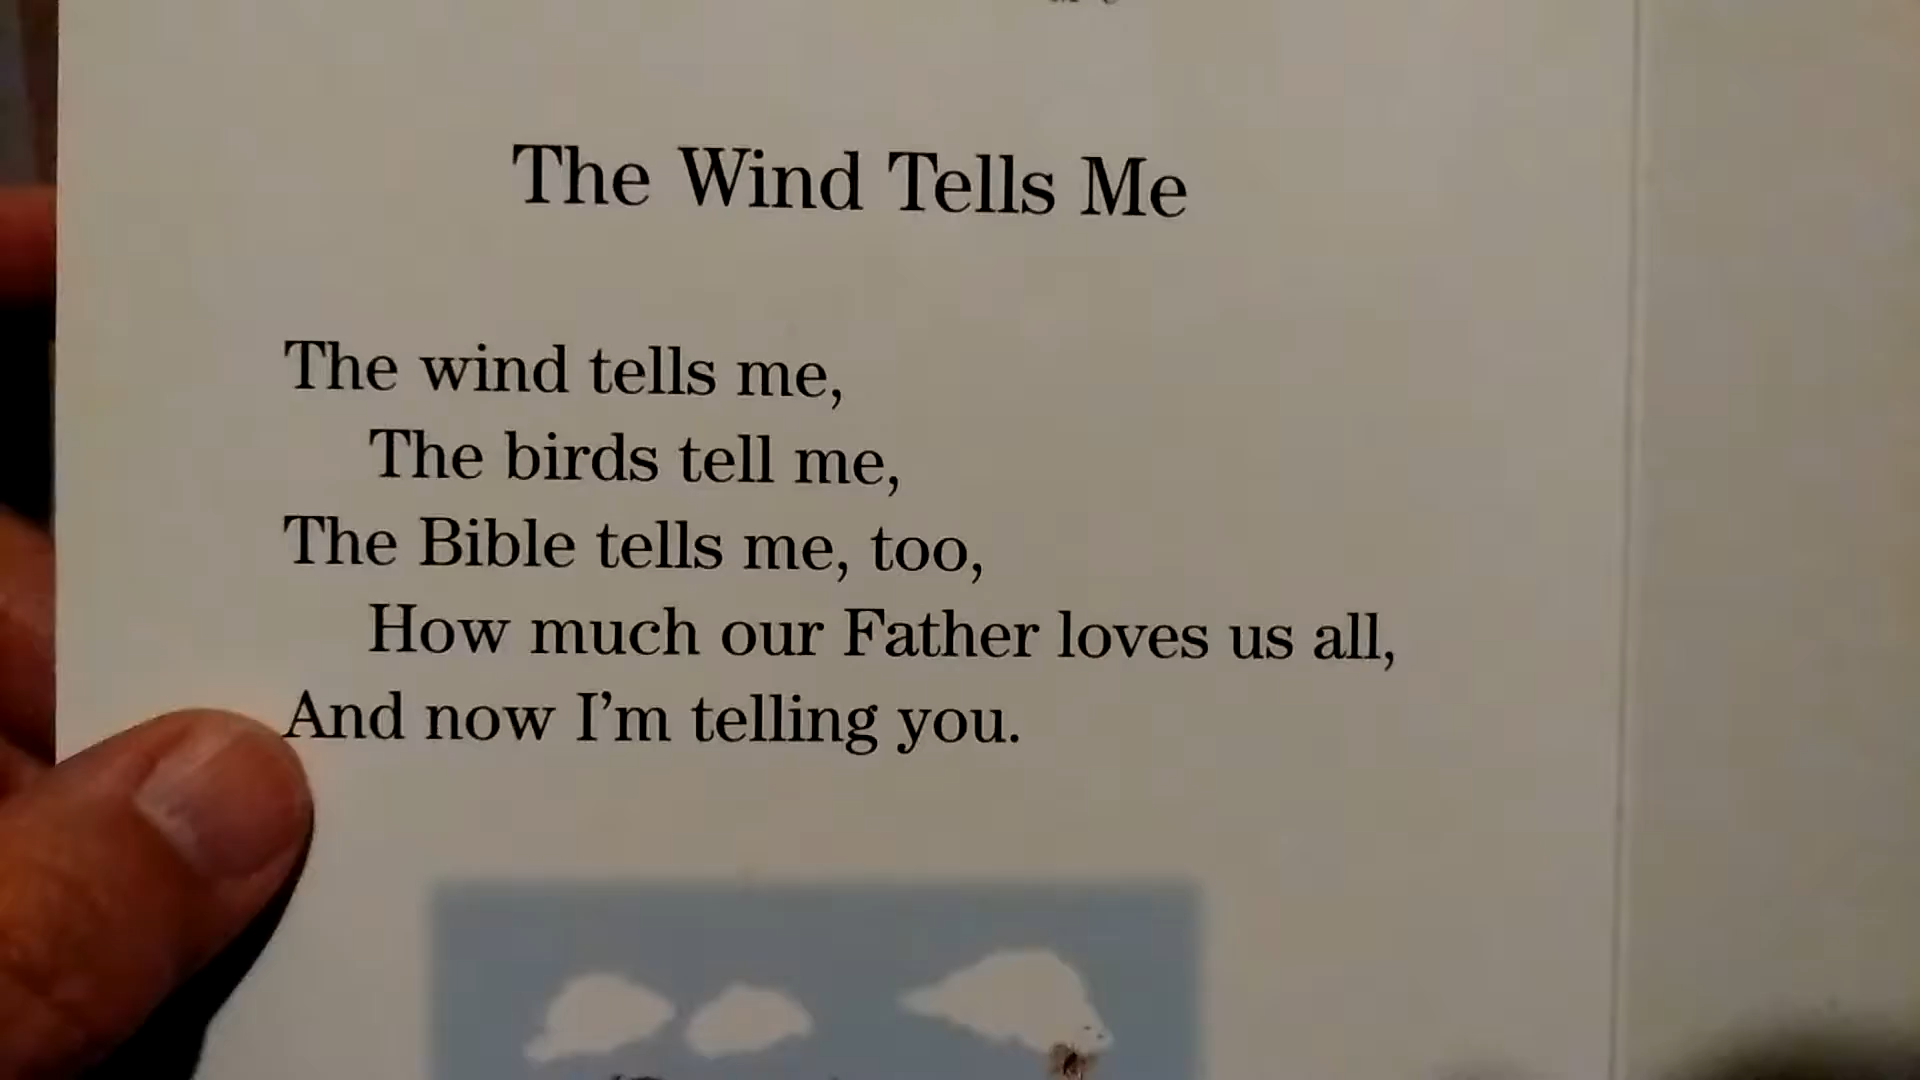 The Wind Tells Me
The wind tells me,
The birds tell me,
The Bible tells me, too,
How much our Father loves us all,
And now I'm telling you.